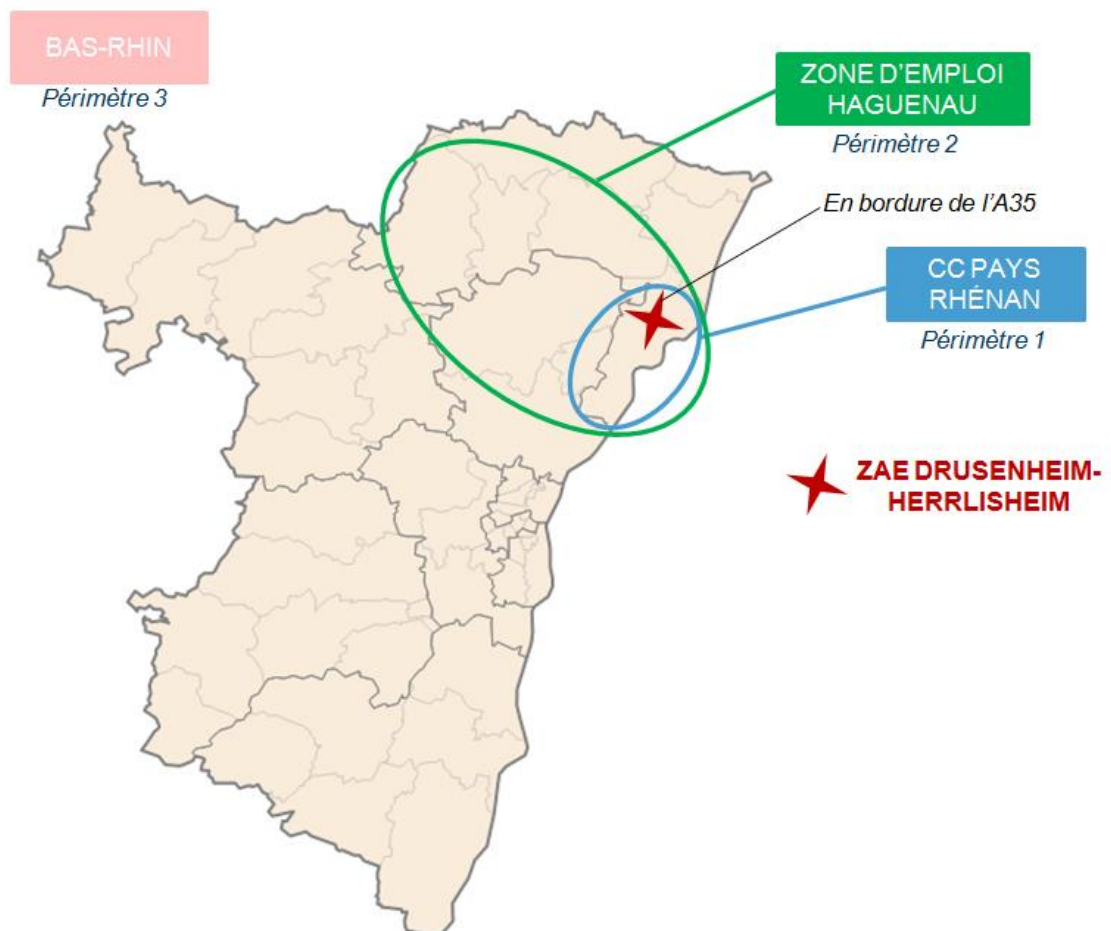 BAS-RHIN
Périmètre 3
ZONE D'EMPLOI
HAGUENAU
Périmètre 2
En bordure de l'A35
CC PAYS
RHÉNAN
Périmètre 1
ZAE DRUSENHEIM-
HERRLISHEIM